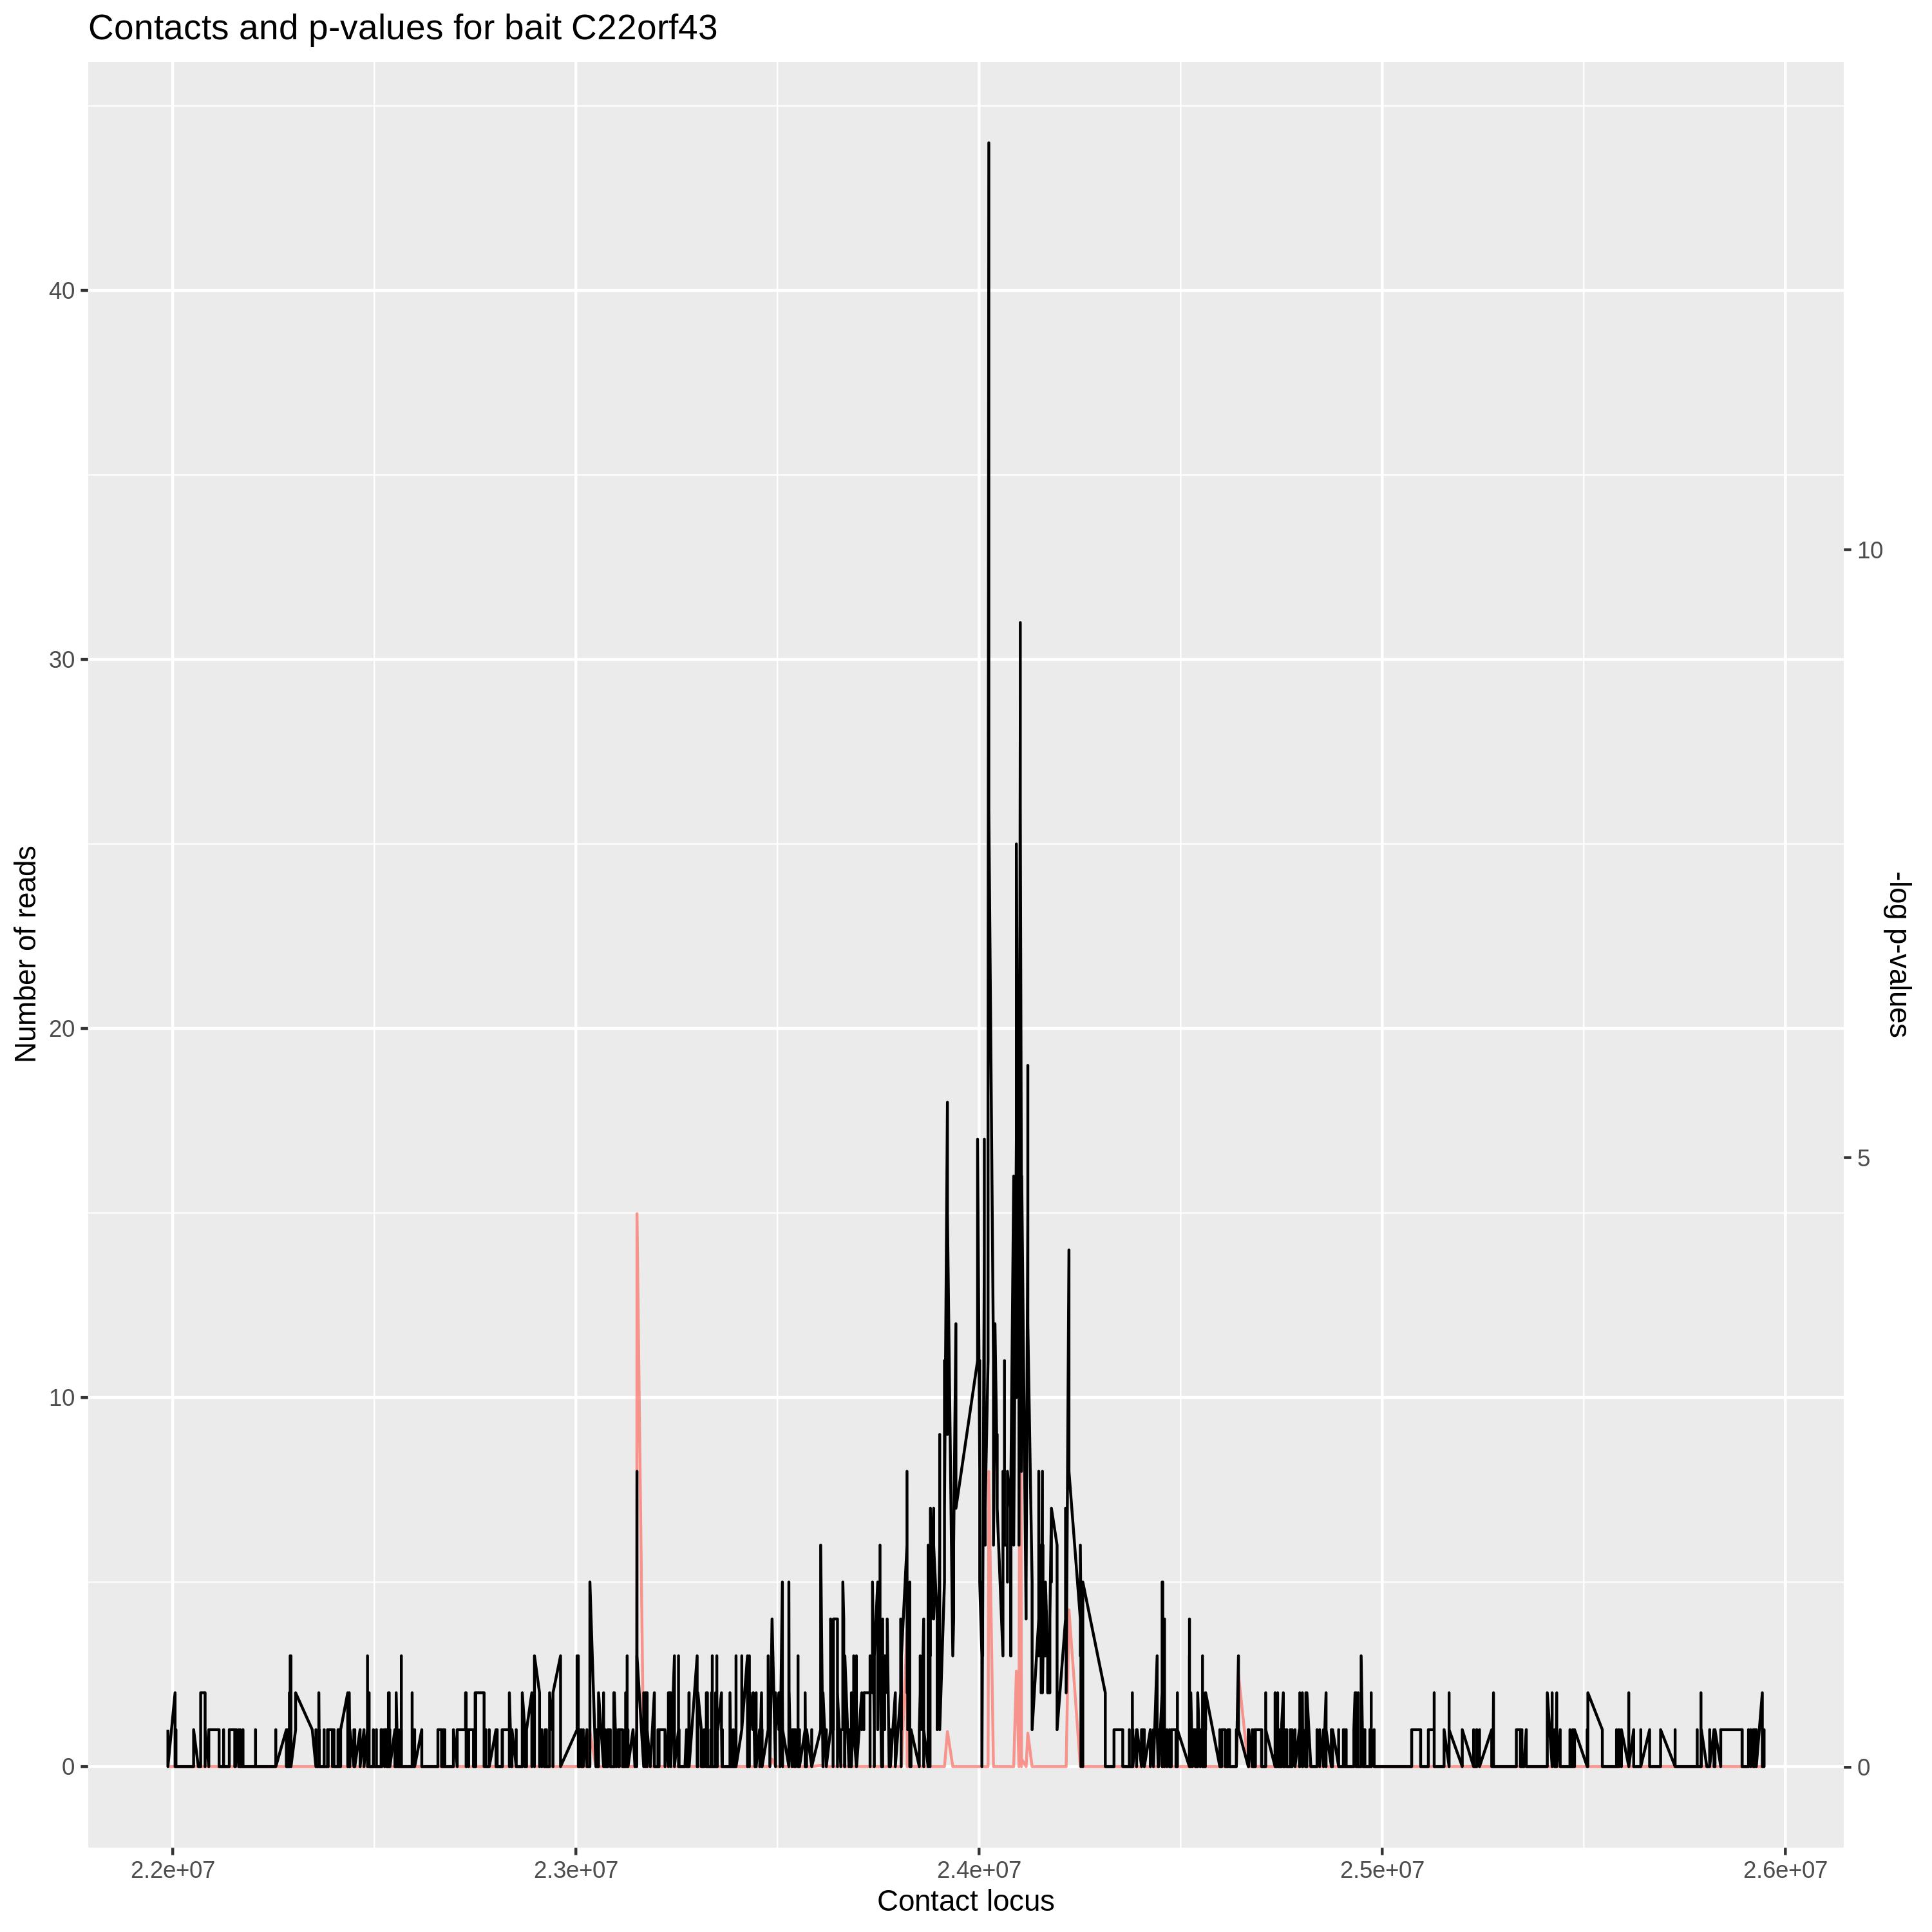 Contacts and p-values for bait C22orf43
40
30
20
10
0
Number of reads
10
5
0
-log p-values
2.2e+07
2.3e+07
2.4e+07
2.5e+07
2.6e+07
Contact locus